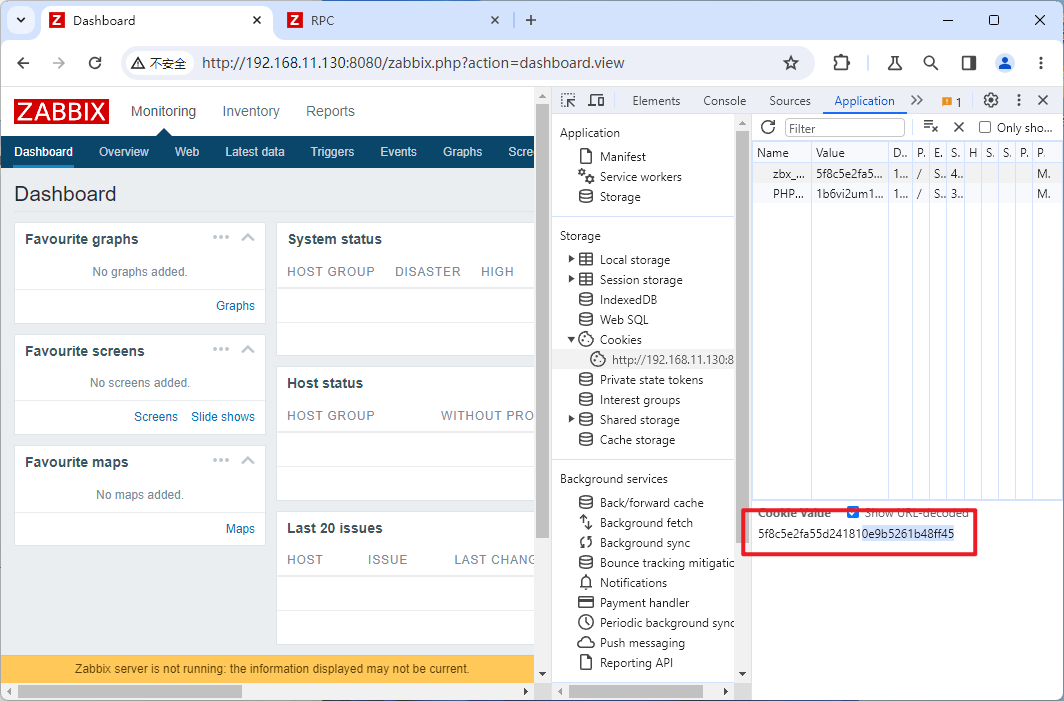 Dashboard
RPC
不安全
http://192.168.11.130:8080/zabbix.php?action=dashboard.view
ZABBIX
Monitoring Inventory Reports
Dashboard Overview Web Latest data Triggers Events Graphs Scre
Dashboard
Favourite graphs
No graphs added.
Graphs
Favourite screens
No screens added.
Screens Slide shows
Favourite maps
No maps added.
Maps
System status
HOST GROUP DISASTER HIGH
Host status
HOST GROUP WITHOUT PRO
Last 20 issues
HOST ISSUE LAST CHANG
Zabbix server is not running: the information displayed may not be current.
Elements Console Sources Application 1
Application
Manifest
Service workers
Storage
Storage
Local storage
Session storage
IndexedDB
Web SQL
Cookies
http://192.168.11.130:8
Private state tokens
Interest groups
Shared storage
Cache storage
Background services
Back/forward cache
Background fetch
Background sync
Bounce tracking mitigatic
Notifications
Payment handler
Periodic background sync
Push messaging
Reporting API
Filter Only sho...
Name Value D.. P. E. S. H S. S. P. P.
zbx_... 5f8c5e2fa5... 1... / S.. 4.. M.
PHP... 1b6vi2um1... 1... / S.. 3.. M.
Cookie Value Show URL-decoded
5f8c5e2fa55d241810e9b5261b48ff45